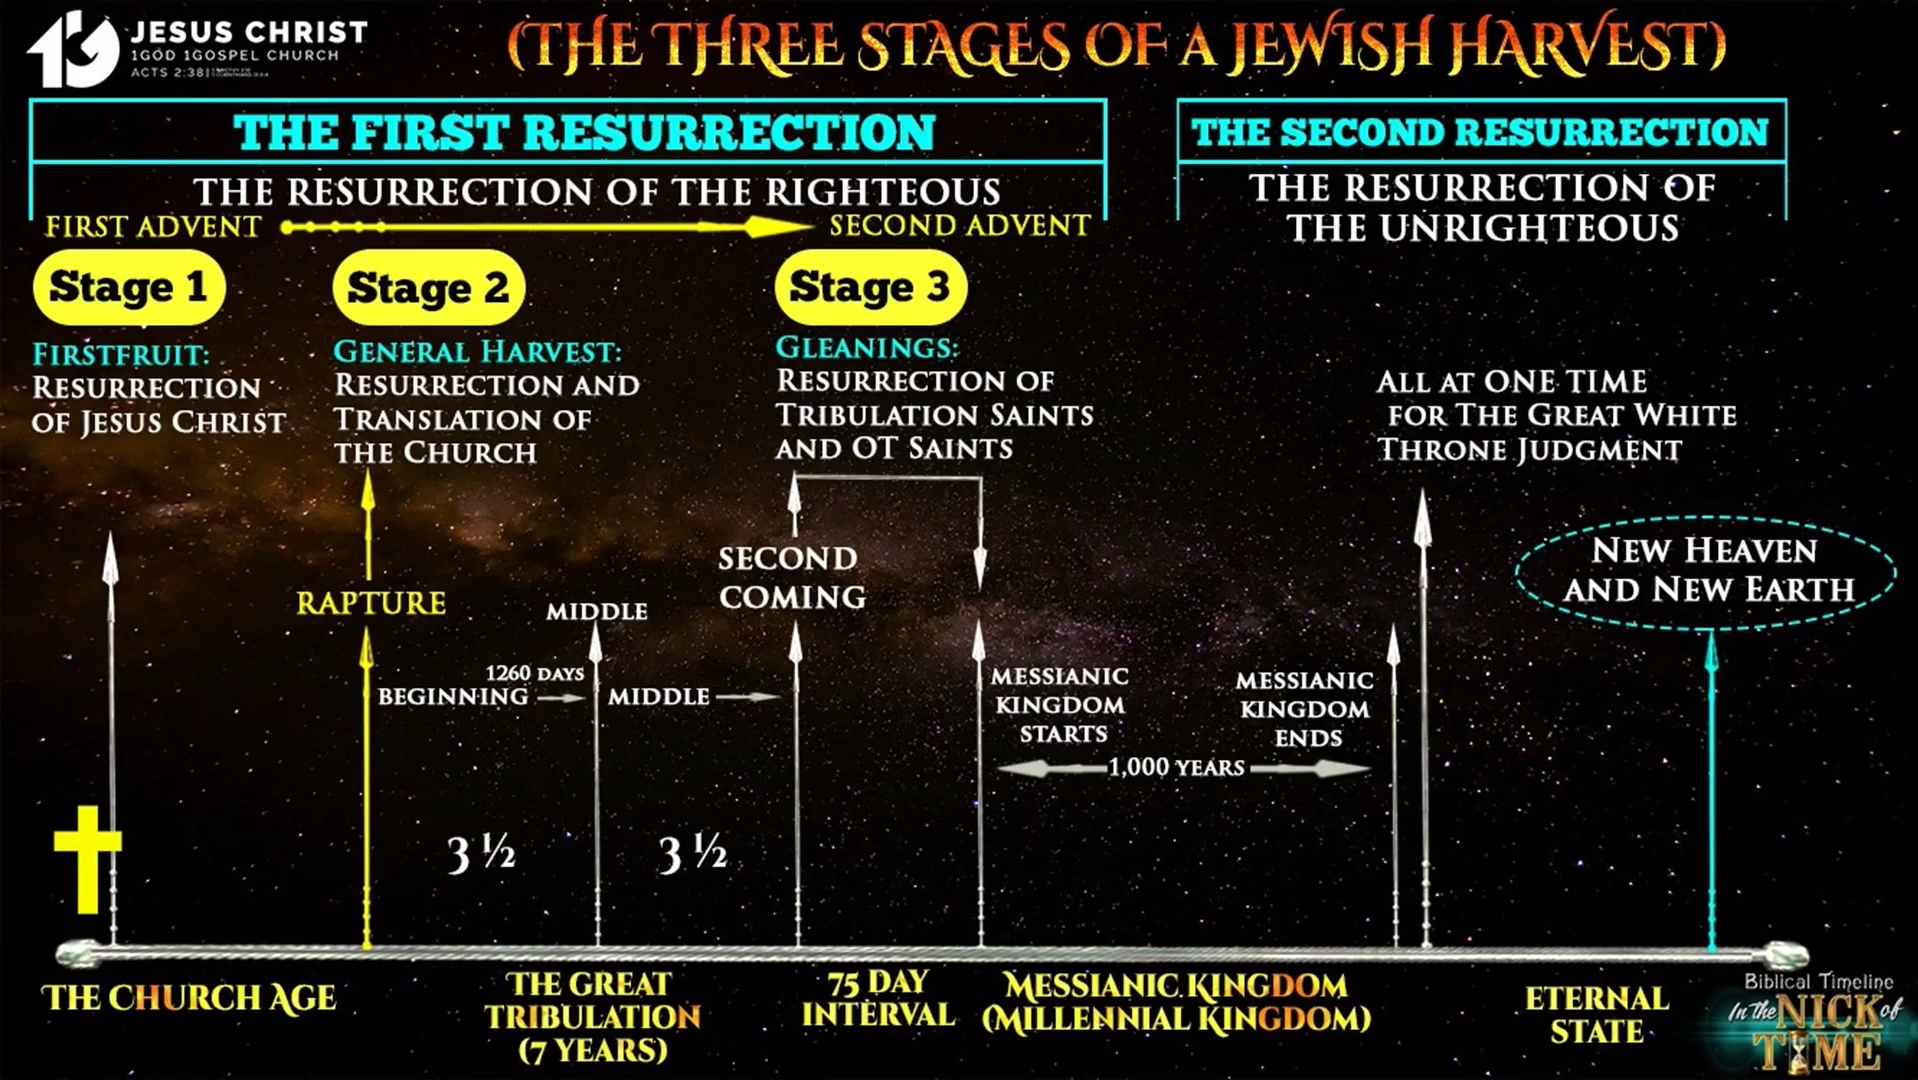 JESUS CHRIST
1GOD 1GOSPEL CHURCH
ACTS 2:38|
(THE THREE STAGES OF A JEWISH HARVEST)
THE FIRST RESURRECTION
THE RESURRECTION OF THE RIGHTEOUS
FIRST ADVENT
SECOND ADVENT
THE SECOND RESURRECTION
THE RESURRECTION OF
THE UNRIGHTEOUS
Stage 1
FIRSTFRUIT:
RESURRECTION
OF JESUS CHRIST
Stage 2
GENERAL HARVEST:
RESURRECTION AND
TRANSLATION OF
THE CHURCH
Stage 3
GLEANINGS:
RESURRECTION OF
TRIBULATION SAINTS
AND OT SAINTS
ALL AT ONE TIME
FOR THE GREAT WHITE
THRONE JUDGMENT
RAPTURE
MIDDLE
SECOND
COMING
NEW HEAVEN
AND NEW EARTH
1260 DAYS
BEGINNING
MIDDLE
MESSIANIC
KINGDOM
STARTS
MESSIANIC
KINGDOM
ENDS
1,000 YEARS
3 ½
3 ½
THE CHURCH AGE
THE GREAT
TRIBULATION
(7 YEARS)
75 DAY
INTERVAL
MESSIANIC KINGDOM
(MILLENNIAL KINGDOM)
ETERNAL
STATE
Biblical Timeline
In the NICK of
TIME